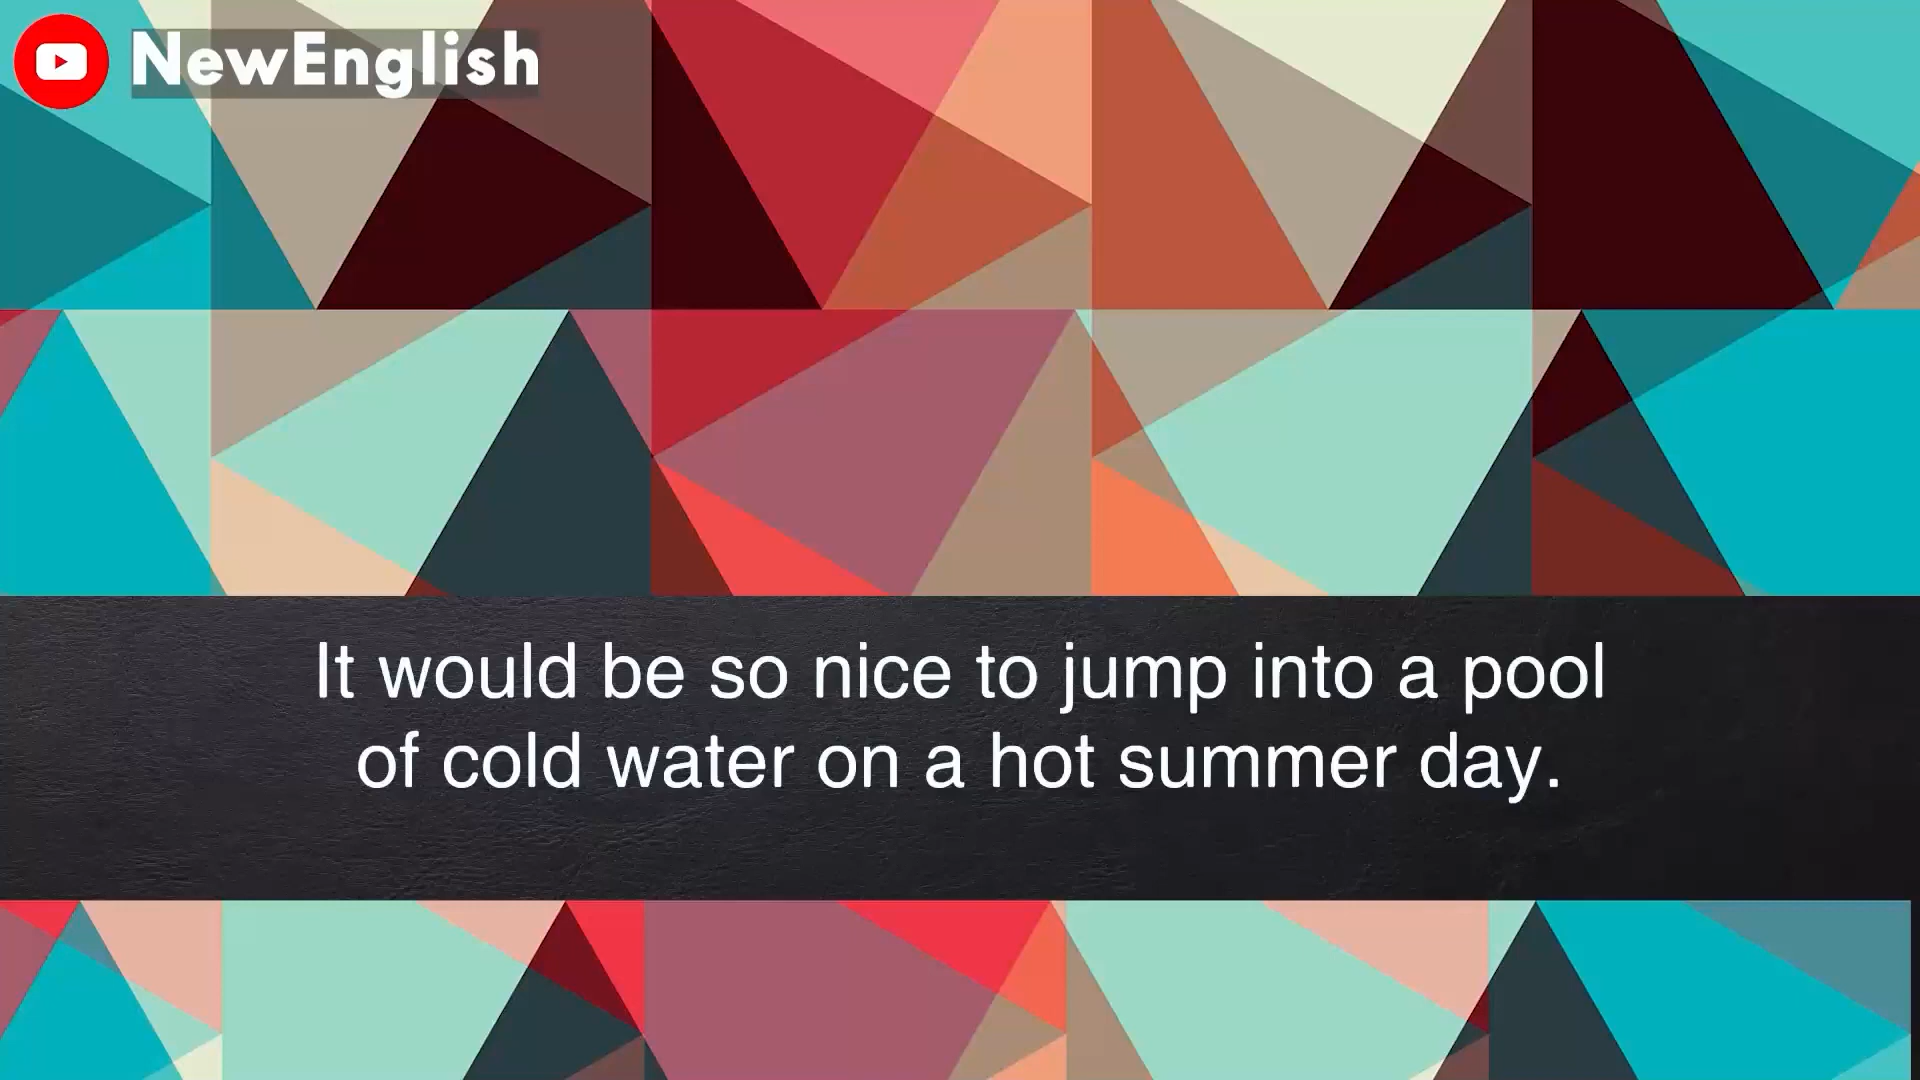 NewEnglish
It would be so nice to jump into a pool
of cold water on a hot summer day.